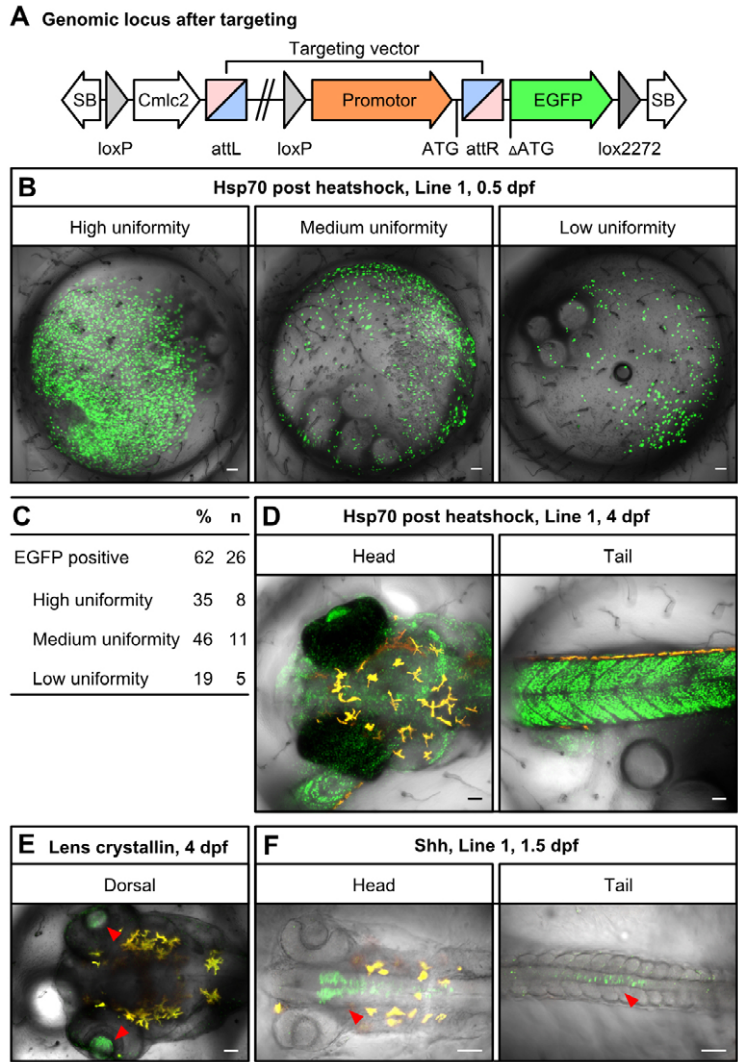 A Genomic locus after targeting
Targeting vector
SB Cmlc2 Promotor EGFP SB
loxP attL loxP ATG attR ΔATG lox2272
B Hsp70 post heatshock, Line 1, 0.5 dpf
High uniformity Medium uniformity Low uniformity
C % n
EGFP positive 62 26
High uniformity 35 8
Medium uniformity 46 11
Low uniformity 19 5
D Hsp70 post heatshock, Line 1, 4 dpf
Head Tail
E Lens crystallin, 4 dpf
Dorsal
F Shh, Line 1, 1.5 dpf
Head Tail